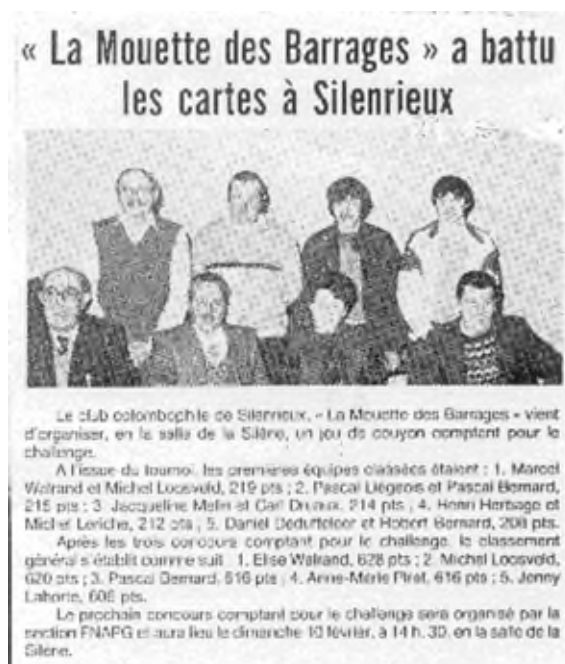 « La Mouette des Barrages » a battu
les cartes à Silenrieux
Le club colombophile de Silenrieux, « La Mouette des Barrages » vient
d'organiser, en la salle de la Silène, un jeu de couyon comptant pour le
challenge.
A l'issue du tournoi, les premières équipes classées étaient : 1. Marcel
Walrand et Michel Loosveld, 219 pts ; 2. Pascal Liégeois et Pascal Bernard,
215 pts ; 3. Jacqueline Melin et Carl Druaux, 214 pts ; 4. Henri Herbage et
Michel Leriche, 212 pts ; 5. Daniel et Robert Bernard, 208 pts.
Après les trois concours comptant pour le challenge, le classement
général s'établit comme suit : 1. Elise Walrand, 628 pts ; 2. Michel Loosveld,
620 pts ; 3. Pascal Bernard, 616 pts ; 4. Anne-Marie Piret, 616 pts ; 5. Jenny
606 pts.
Le prochain concours comptant pour le challenge sera organisé par la
section FNAPG et aura lieu le dimanche 10 février, à 14 h. 30, en la salle de la
Silène.